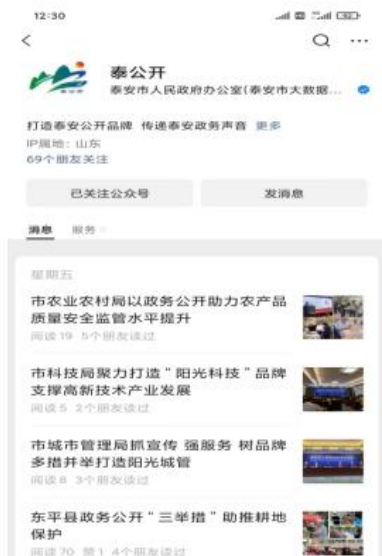 12:30
泰公开
泰安市人民政府办公室(泰安市大数据...
打造泰安公开品牌 传递泰安政务声音 更多
IP属地：山东
69个朋友关注
已关注公众号
发消息
消息
服务
星期五
市农业农村局以政务公开助力农产品
质量安全监管水平提升
阅读 19 5个朋友读过
市科技局聚力打造“阳光科技”品牌
支撑高新技术产业发展
阅读 5 2个朋友读过
市城市管理局抓宣传 强服务 树品牌
多措并举打造阳光城管
阅读 8 3个朋友读过
东平县政务公开“三举措”助推耕地
保护
阅读 70 赞 1 4个朋友读过